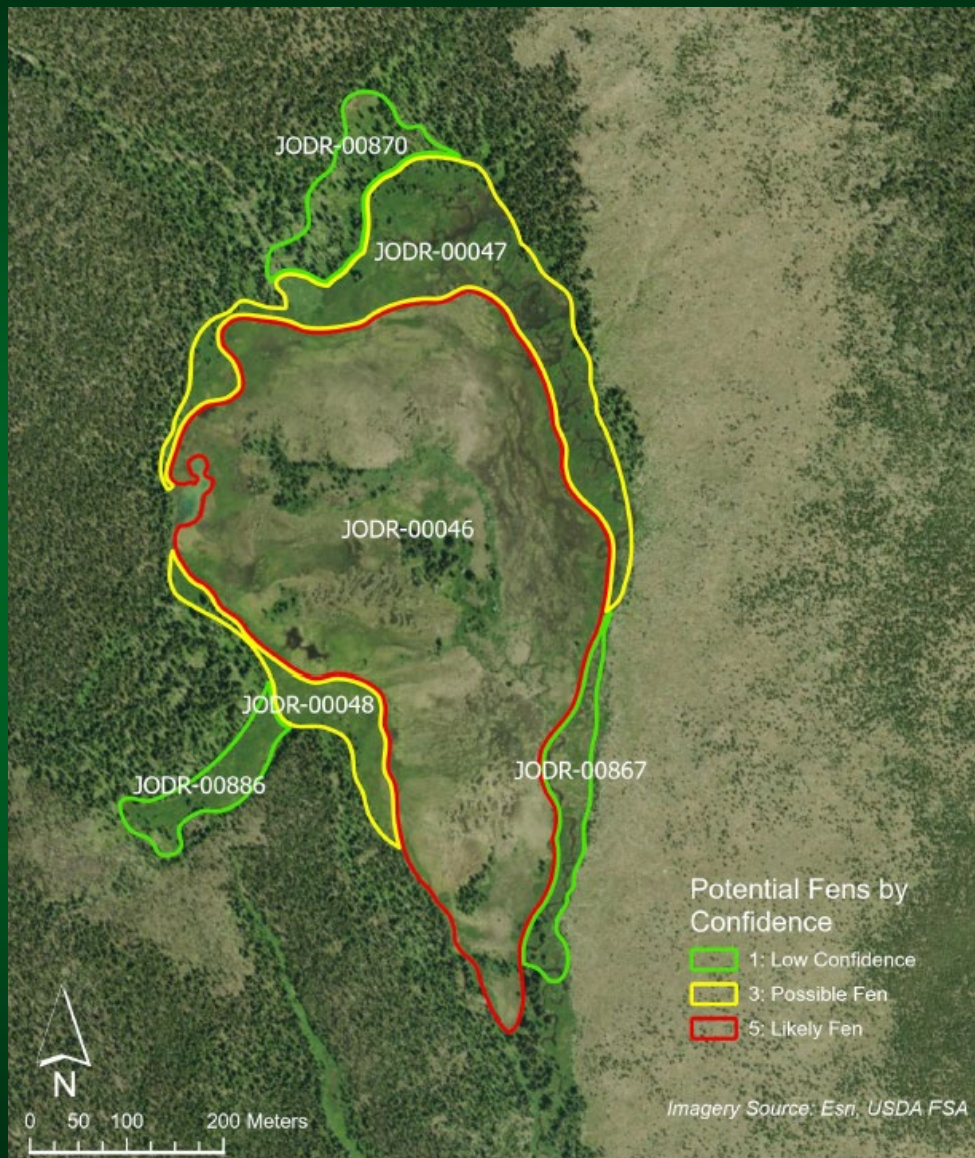 JODR-00870
JODR-00047
JODR-00046
JODR-00048
JODR-00867
JODR-00886
Potential Fens by
Confidence
1: Low Confidence
3: Possible Fen
5: Likely Fen
N
0 50 100 200 Meters
Imagery Source: Esri, USDA FSA